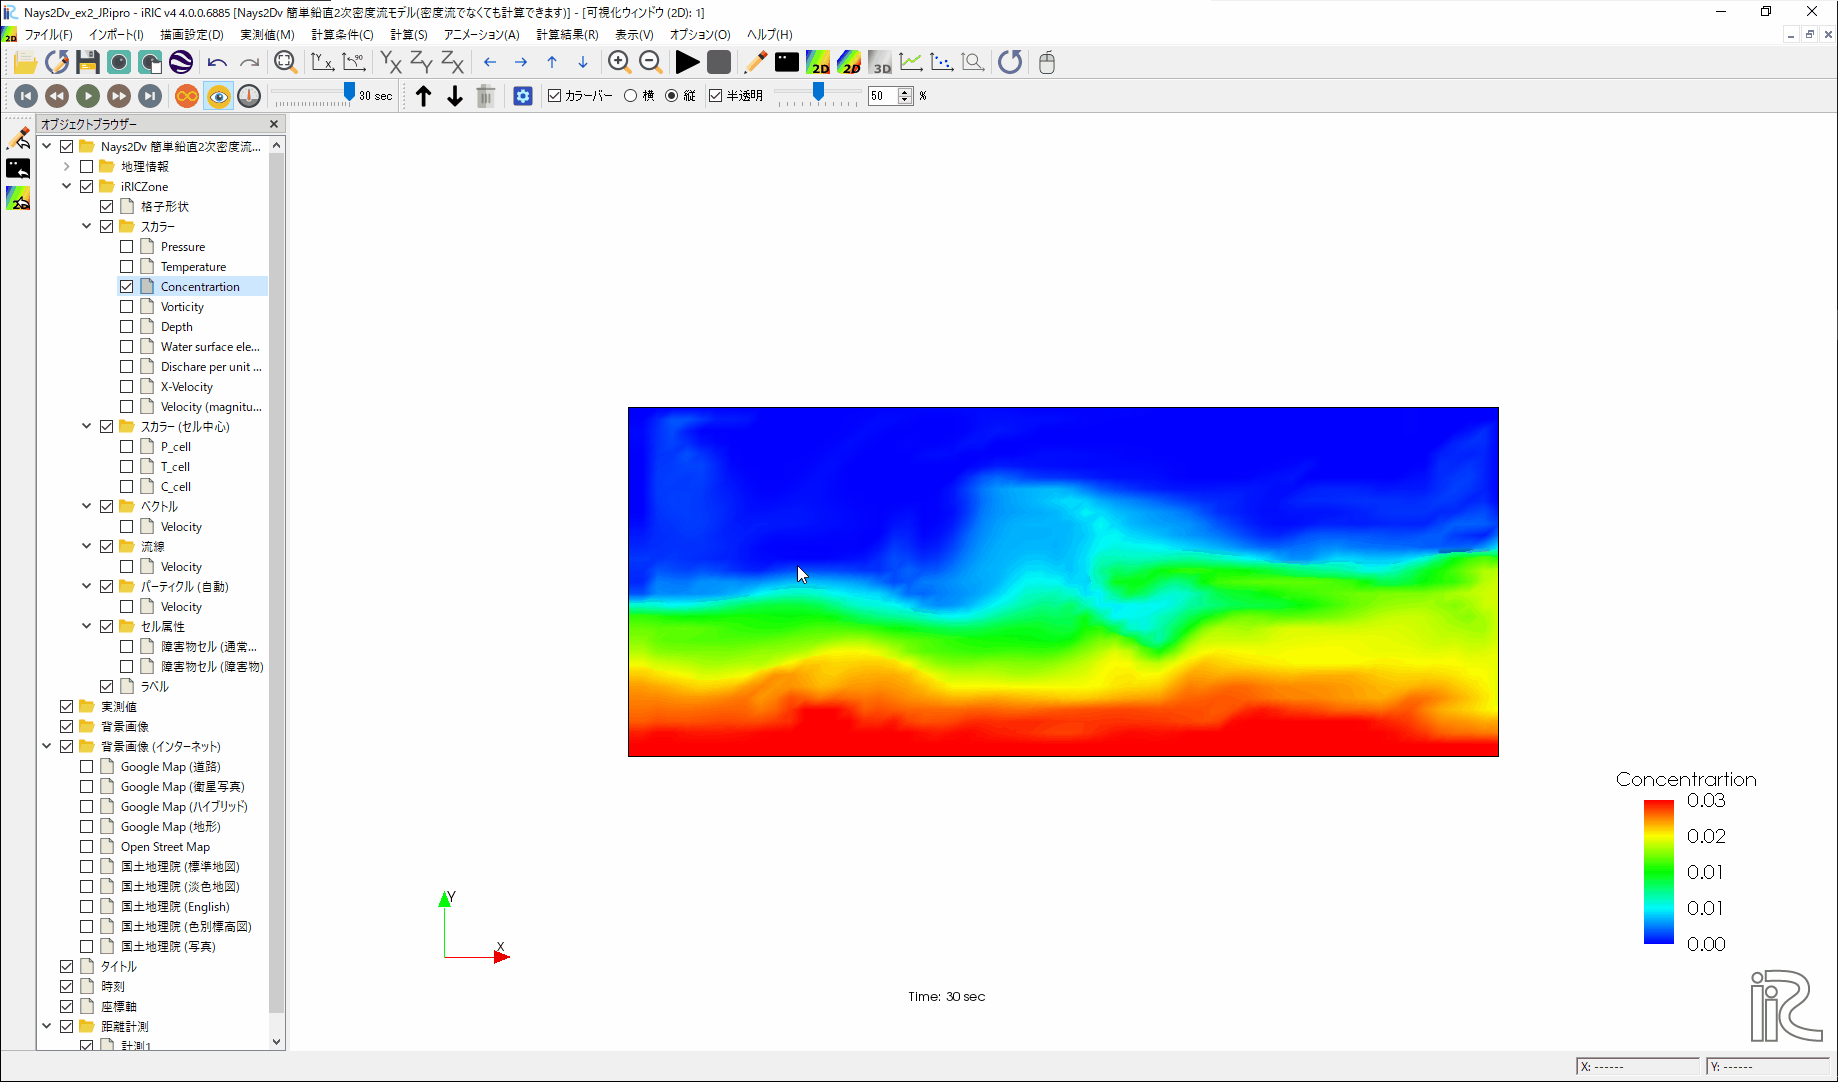 Nays2Dv_ex2_JP.ipro - iRIC v4 4.0.0.6885 [Nays2Dv 簡単鉛直2次密度流モデル(密度流でなくても計算できます)] - [可視化ウィンドウ (2D): 1]
ファイル(F) インポート(I) 描画設定(D) 実測値(M) 計算条件(C) 計算(S) アニメーション(A) 計算結果(R) 表示(V) オプション(O) ヘルプ(H)
2D 2D 3D
30 sec カラーバー 横 縦 半透明 50 %
オブジェクトブラウザー
Nays2Dv 簡単鉛直2次密度流...
地理情報
iRICZone
格子形状
スカラー
Pressure
Temperature
Concentrartion
Vorticity
Depth
Water surface ele...
Dischare per unit ...
X-Velocity
Velocity (magnitu...
スカラー (セル中心)
P_cell
T_cell
C_cell
ベクトル
Velocity
流線
Velocity
パーティクル (自動)
Velocity
セル属性
障害物セル (通常...
障害物セル (障害物)
ラベル
実測値
背景画像
背景画像 (インターネット)
Google Map (道路)
Google Map (衛星写真)
Google Map (ハイブリッド)
Google Map (地形)
Open Street Map
国土地理院 (標準地図)
国土地理院 (淡色地図)
国土地理院 (English)
国土地理院 (色別標高図)
国土地理院 (写真)
タイトル
時刻
座標軸
距離計測
計測1
Concentrartion
0.03
0.02
0.01
0.01
0.00
Y
X
Time: 30 sec
iRiC
X: ------
Y: ------